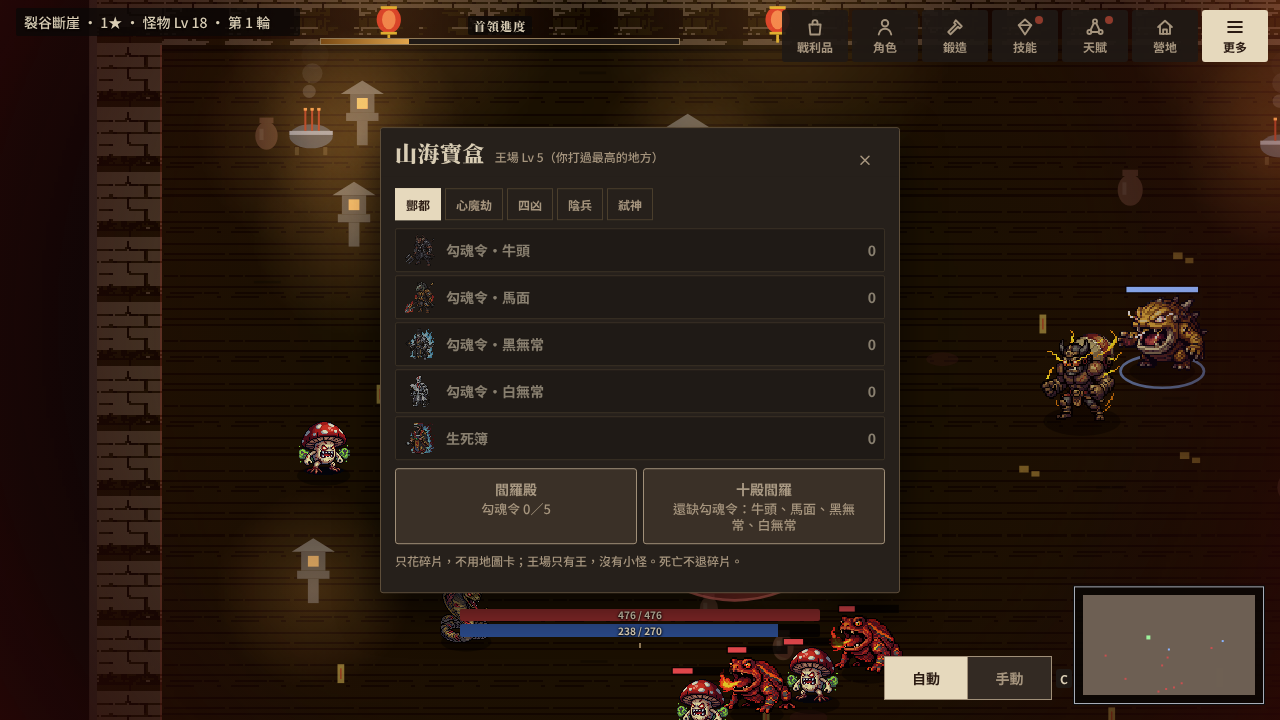 裂谷斷崖 · 1★ · 怪物 Lv 18 · 第 1 輪
首領進度
戰利品
角色
鍛造
技能
天賦
營地
更多
山海寶盒
王場 Lv 5（你打過最高的地方）
酆都
心魔劫
四凶
陰兵
弒神
勾魂令·牛頭
0
勾魂令·馬面
0
勾魂令·黑無常
0
勾魂令·白無常
0
生死簿
0
閻羅殿
勾魂令 0／5
十殿閻羅
還缺勾魂令：牛頭、馬面、黑無
常、白無常
只花碎片，不用地圖卡；王場只有王，沒有小怪。死亡不退碎片。
476 / 476
238 / 270
自動
手動
C